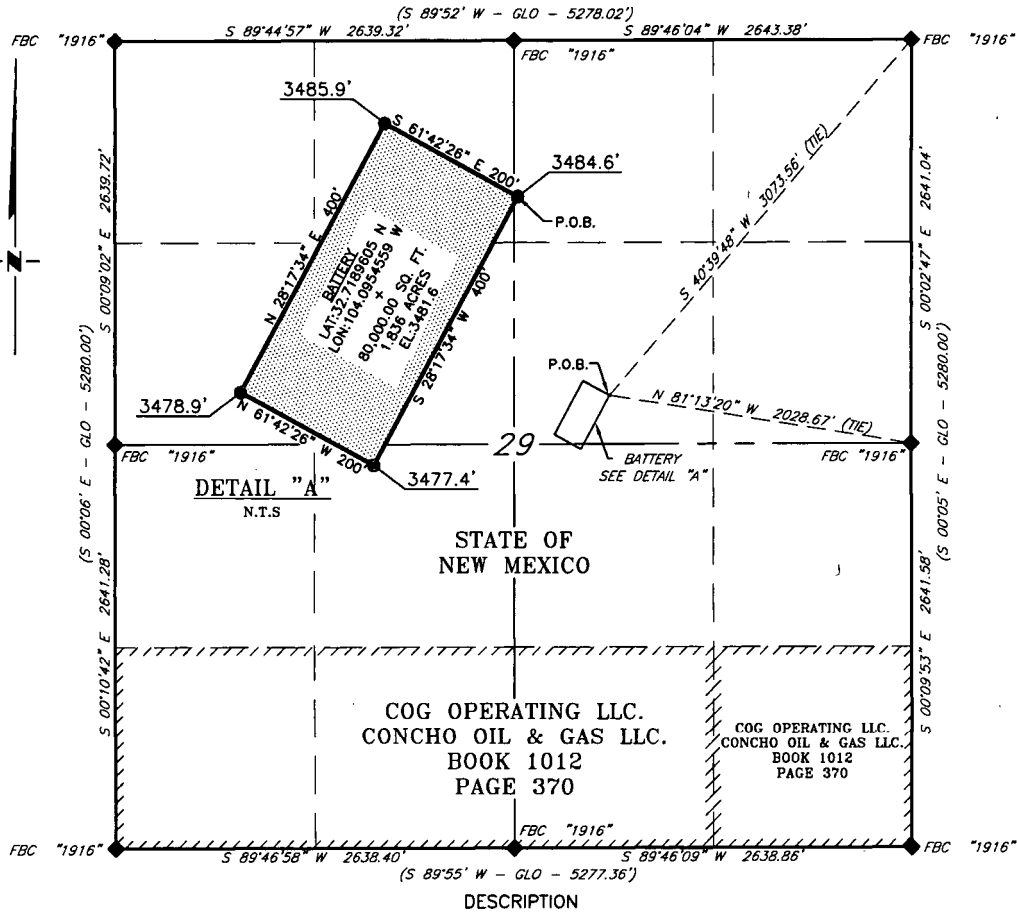 (S 89°52' W - GLO - 5278.02')
S 89°44'57" W 2639.32'
S 89°46'04" W 2643.38'
FBC "1916"
FBC "1916"
FBC "1916"
3485.9'
S 61°42'26" E 200'
3484.6'
P.O.B.
N 28°17'34" E 400'
BATTERY
LAT:32.7189605 N
LON:104.0954559 W
+
80,000.00 SQ. FT.
1.836 ACRES
EL:3481.6
S 28°17'34" W 400'
3478.9'
N 61°42'26" W 200'
3477.4'
DETAIL "A"
N.T.S
N
S 00°09'02" E 2639.72'
(S 00°06' E - GLO - 5280.00')
S 00°10'42" E 2641.28'
S 40°39'48" W 3073.56' (TIE)
P.O.B.
N 81°13'20" W 2028.67' (TIE)
S 00°02'47" E 2641.04'
(S 00°05' E - GLO - 5280.00')
S 00°09'53" E 2641.58'
FBC "1916"
29
BATTERY
SEE DETAIL "A"
FBC "1916"
STATE OF
NEW MEXICO
COG OPERATING LLC.
CONCHO OIL & GAS LLC.
BOOK 1012
PAGE 370
COG OPERATING LLC.
CONCHO OIL & GAS LLC.
BOOK 1012
PAGE 370
FBC "1916"
FBC "1916"
FBC "1916"
S 89°46'58" W 2638.40'
S 89°46'09" W 2638.86'
(S 89°55' W - GLO - 5277.36')
DESCRIPTION